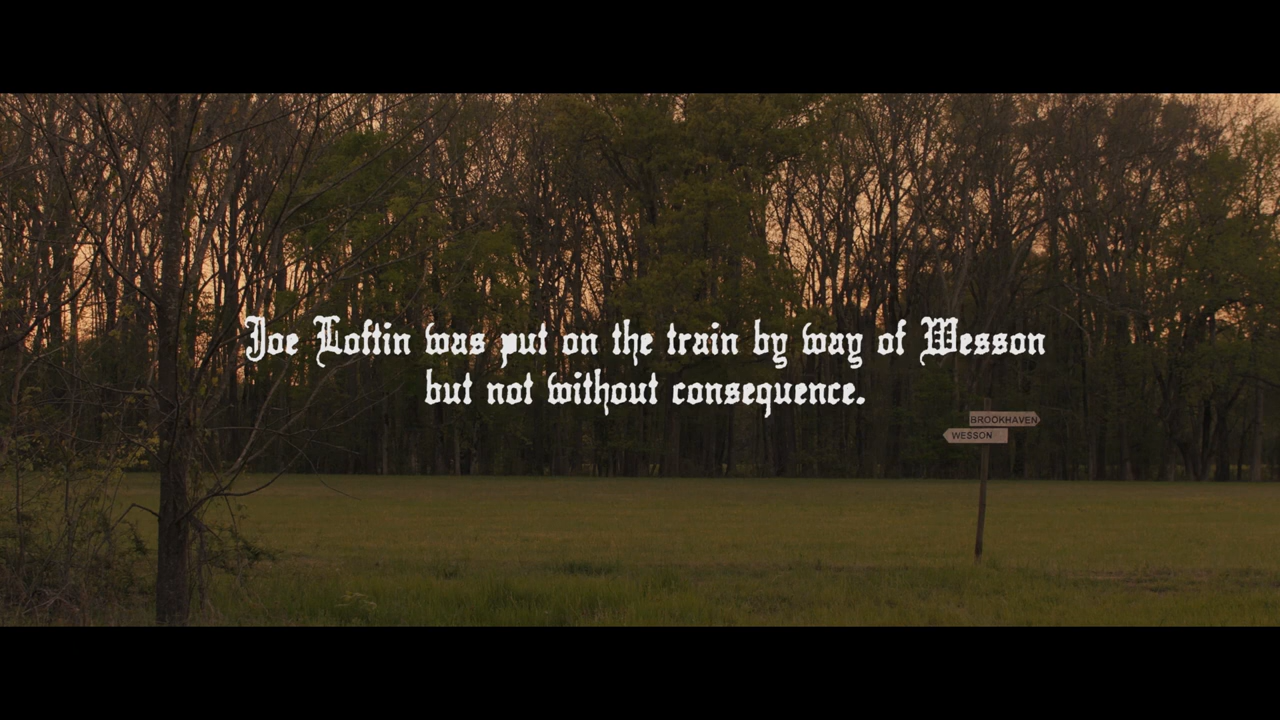 Joe Loftin was put on the train by way of Wesson
but not without consequence.
BROOKHAVEN
WESSON